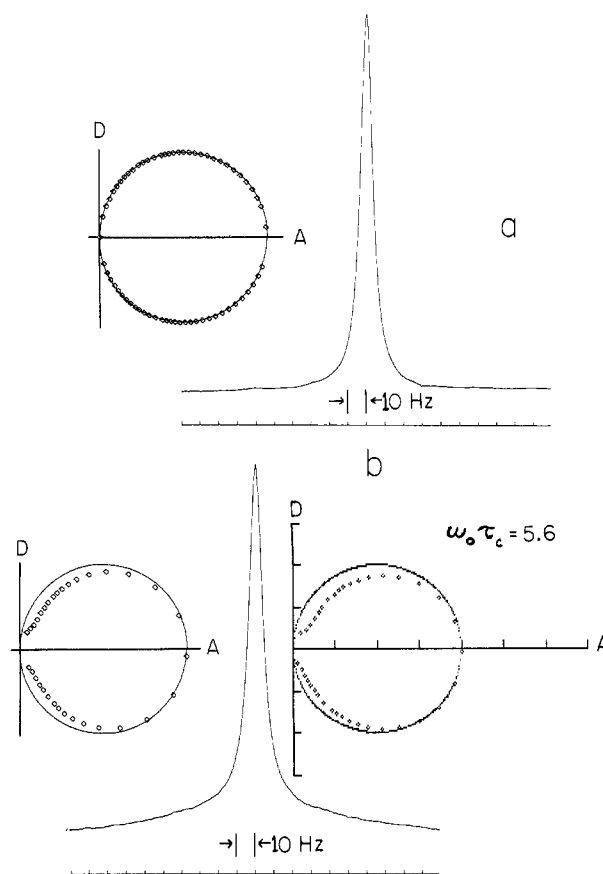 D
A
a
→| |←10 Hz
b
D
A
D
A
ω₀τc = 5.6
→| |←10 Hz